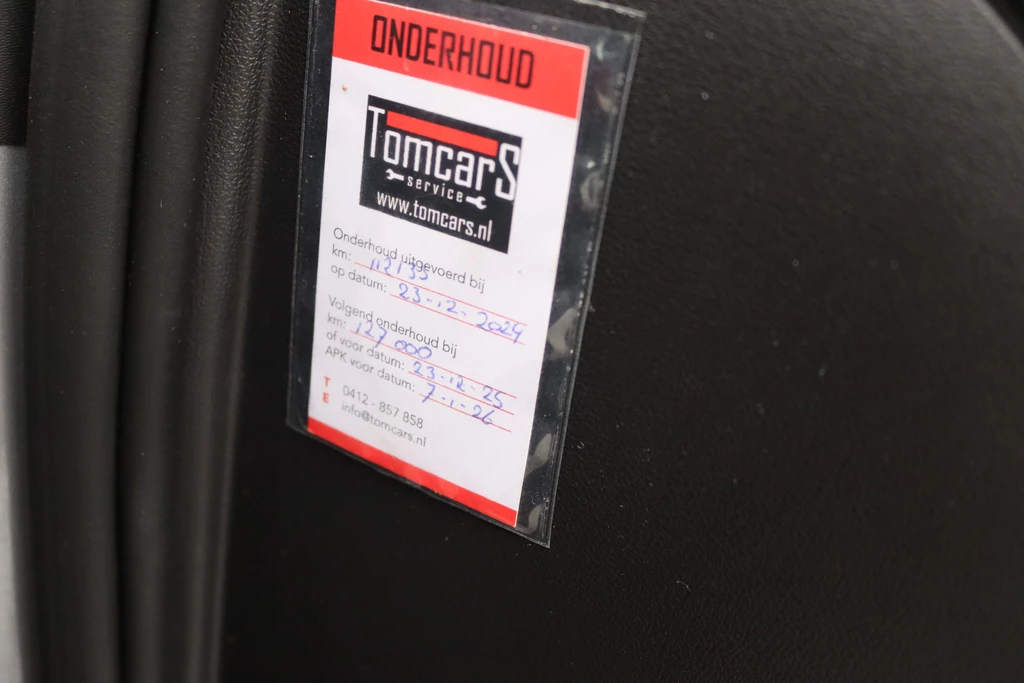 ONDERHOUD
TomcarS
service
www.tomcars.nl
Onderhoud uitgevoerd bij
km: 112135
op datum: 23-12-2024
Volgend onderhoud bij
km: 127 000
of voor datum: 23-12-25
APK voor datum: 7-1-26
T 0412 - 857 858
E info@tomcars.nl